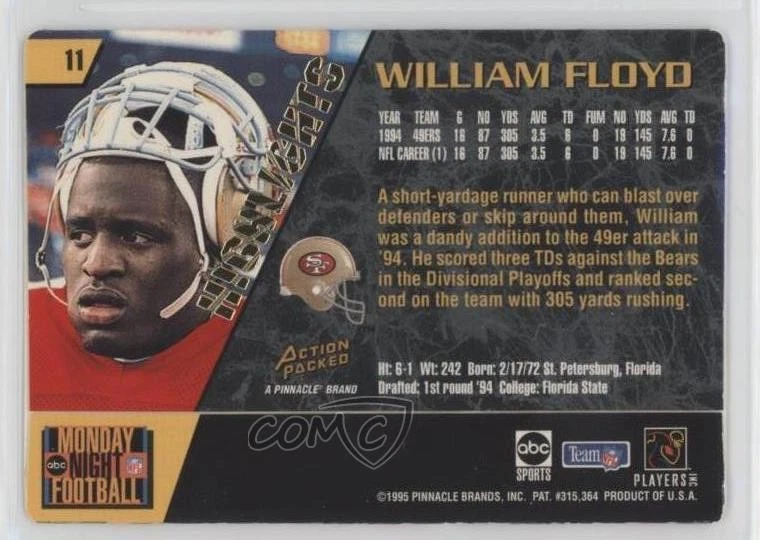 11
HIGHLIGHTS
WILLIAM FLOYD
YEAR TEAM G NO YDS AVG TD FUM NO YDS AVG TD
1994 49ERS 16 87 305 3.5 6 0 19 145 7.6 0
NFL CAREER (1) 16 87 305 3.5 6 0 19 145 7.6 0
A short-yardage runner who can blast over
defenders or skip around them, William
was a dandy addition to the 49er attack in
'94. He scored three TDs against the Bears
in the Divisional Playoffs and ranked sec-
ond on the team with 305 yards rushing.
SF
ACTION
PACKED
A PINNACLE® BRAND
Ht: 6-1 Wt: 242 Born: 2/17/72 St. Petersburg, Florida
Drafted: 1st round '94 College: Florida State
COMC
MONDAY
abc NIGHT NFL
FOOTBALL
abc
SPORTS
Team NFL
PLAYERS INC
©1995 PINNACLE BRANDS, INC. PAT. #315,364 PRODUCT OF U.S.A.